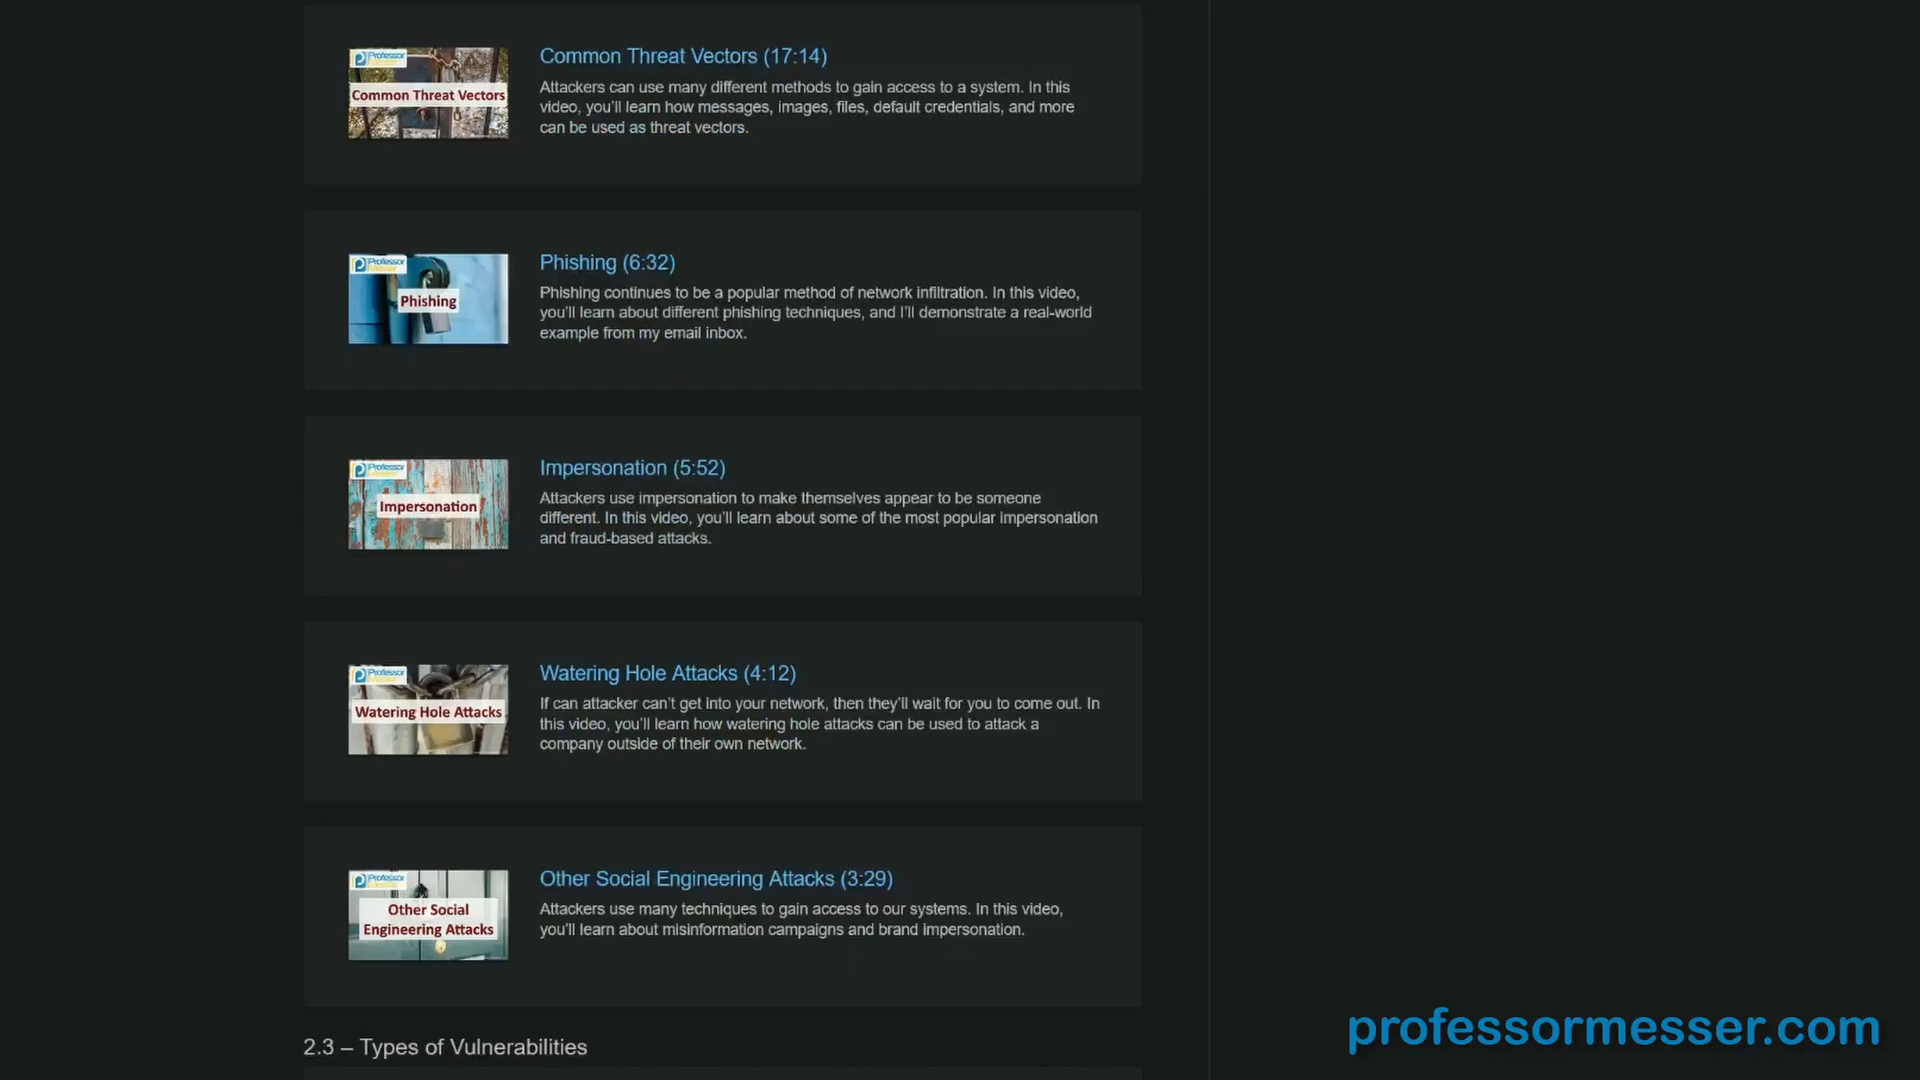 Professor
Common Threat Vectors
Common Threat Vectors (17:14)
Attackers can use many different methods to gain access to a system. In this
video, you'll learn how messages, images, files, default credentials, and more
can be used as threat vectors.
Professor
Phishing
Phishing (6:32)
Phishing continues to be a popular method of network infiltration. In this video,
you'll learn about different phishing techniques, and I'll demonstrate a real-world
example from my email inbox.
Professor
Impersonation
Impersonation (5:52)
Attackers use impersonation to make themselves appear to be someone
different. In this video, you'll learn about some of the most popular impersonation
and fraud-based attacks.
Professor
Watering Hole Attacks
Watering Hole Attacks (4:12)
If can attacker can't get into your network, then they'll wait for you to come out. In
this video, you'll learn how watering hole attacks can be used to attack a
company outside of their own network.
Professor
Other Social
Engineering Attacks
Other Social Engineering Attacks (3:29)
Attackers use many techniques to gain access to our systems. In this video,
you'll learn about misinformation campaigns and brand impersonation.
2.3 – Types of Vulnerabilities
professormesser.com